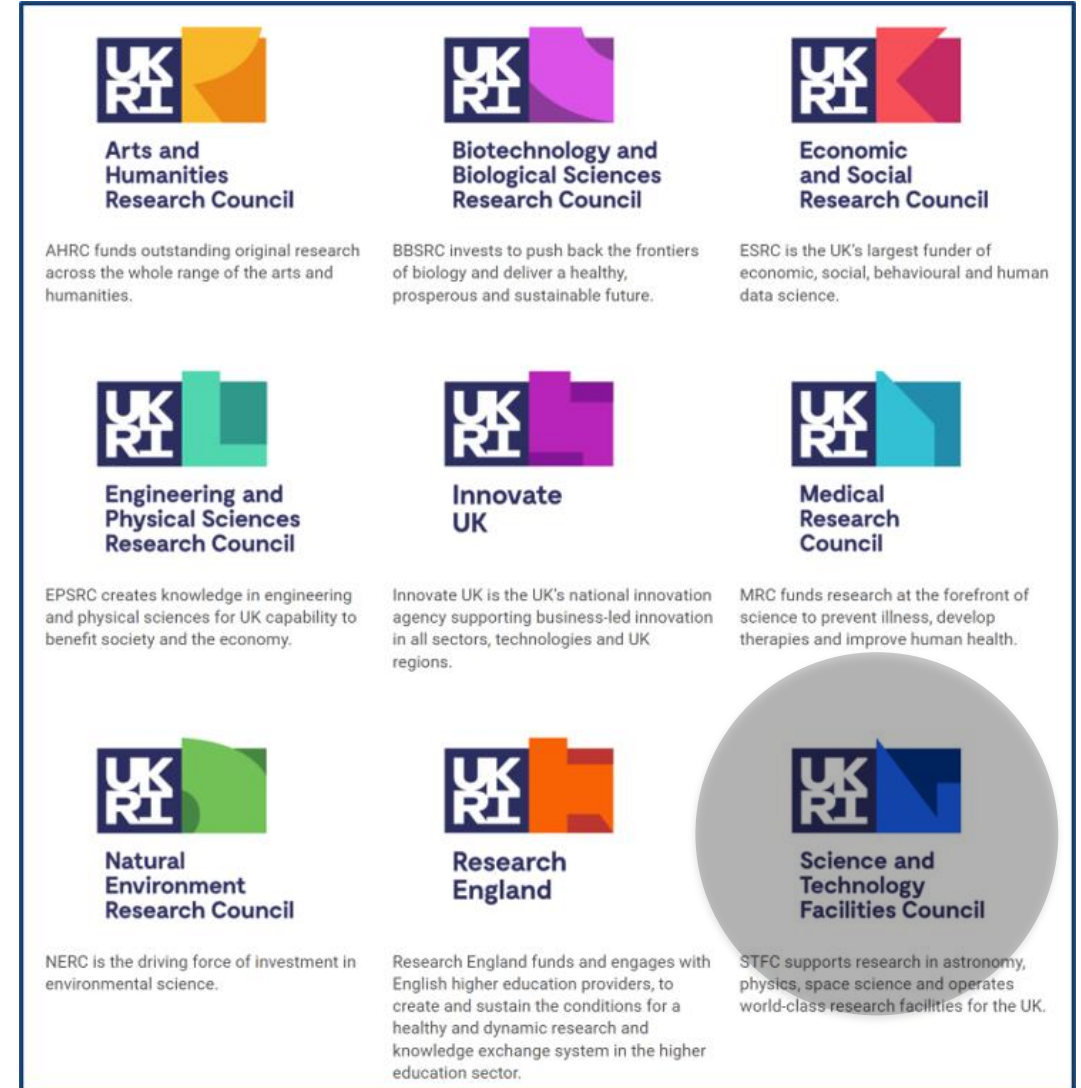 UK
RI
Arts and
Humanities
Research Council
AHRC funds outstanding original research
across the whole range of the arts and
humanities.
UK
RI
Biotechnology and
Biological Sciences
Research Council
BBSRC invests to push back the frontiers
of biology and deliver a healthy,
prosperous and sustainable future.
UK
RI
Economic
and Social
Research Council
ESRC is the UK's largest funder of
economic, social, behavioural and human
data science.
UK
RI
Engineering and
Physical Sciences
Research Council
EPSRC creates knowledge in engineering
and physical sciences for UK capability to
benefit society and the economy.
UK
RI
Innovate
UK
Innovate UK is the UK's national innovation
agency supporting business-led innovation
in all sectors, technologies and UK
regions.
UK
RI
Medical
Research
Council
MRC funds research at the forefront of
science to prevent illness, develop
therapies and improve human health.
UK
RI
Natural
Environment
Research Council
NERC is the driving force of investment in
environmental science.
UK
RI
Research
England
Research England funds and engages with
English higher education providers, to
create and sustain the conditions for a
healthy and dynamic research and
knowledge exchange system in the higher
education sector.
UK
RI
Science and
Technology
Facilities Council
STFC supports research in astronomy,
physics, space science and operates
world-class research facilities for the UK.